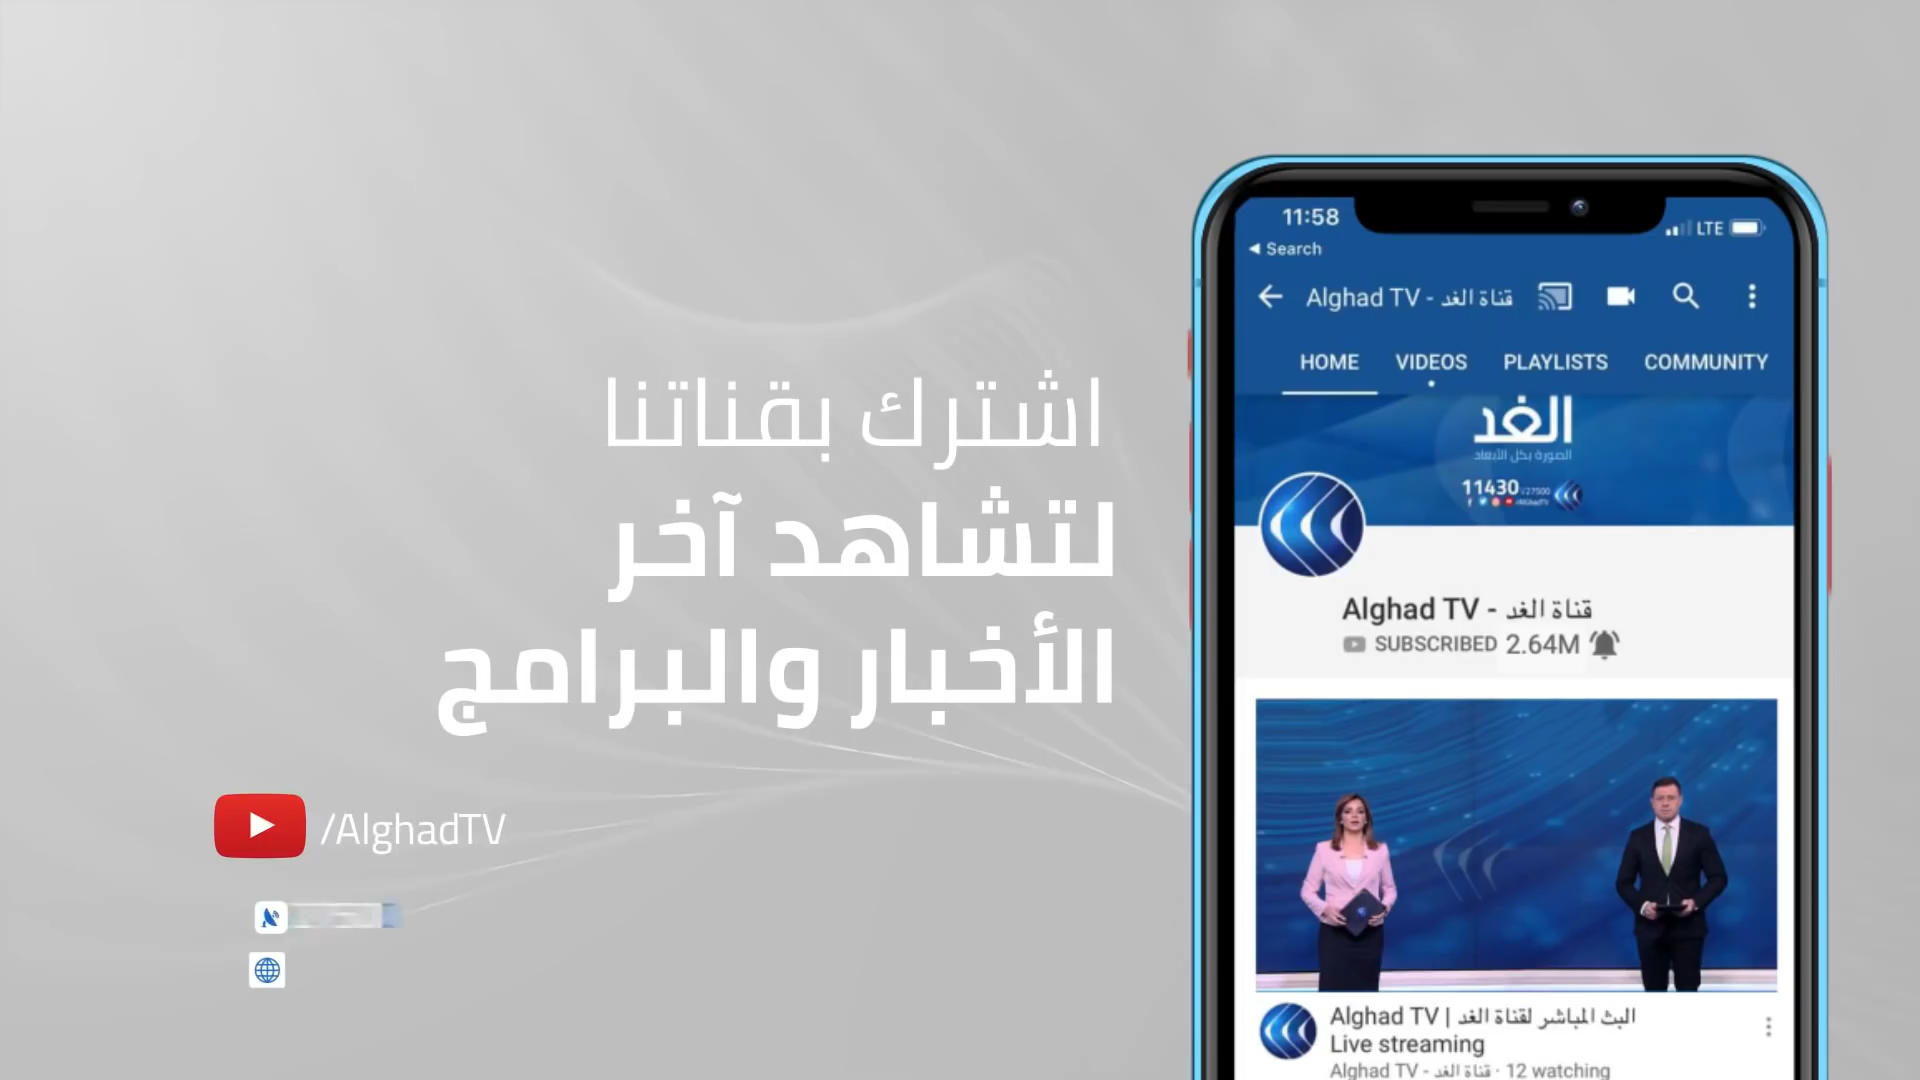 اشترك بقناتنا
لتشاهد آخر
الأخبار والبرامج
/AlghadTV
11:58
LTE
Search
Alghad TV - قناة الغد
HOME VIDEOS PLAYLISTS COMMUNITY
الغد
الصورة بكل الأبعاد
11430 V27500
/AlGhadTV
Alghad TV - قناة الغد
SUBSCRIBED 2.64M
Alghad TV | البث المباشر لقناة الغد
Live streaming
Alghad TV - قناة الغد · 12 watching